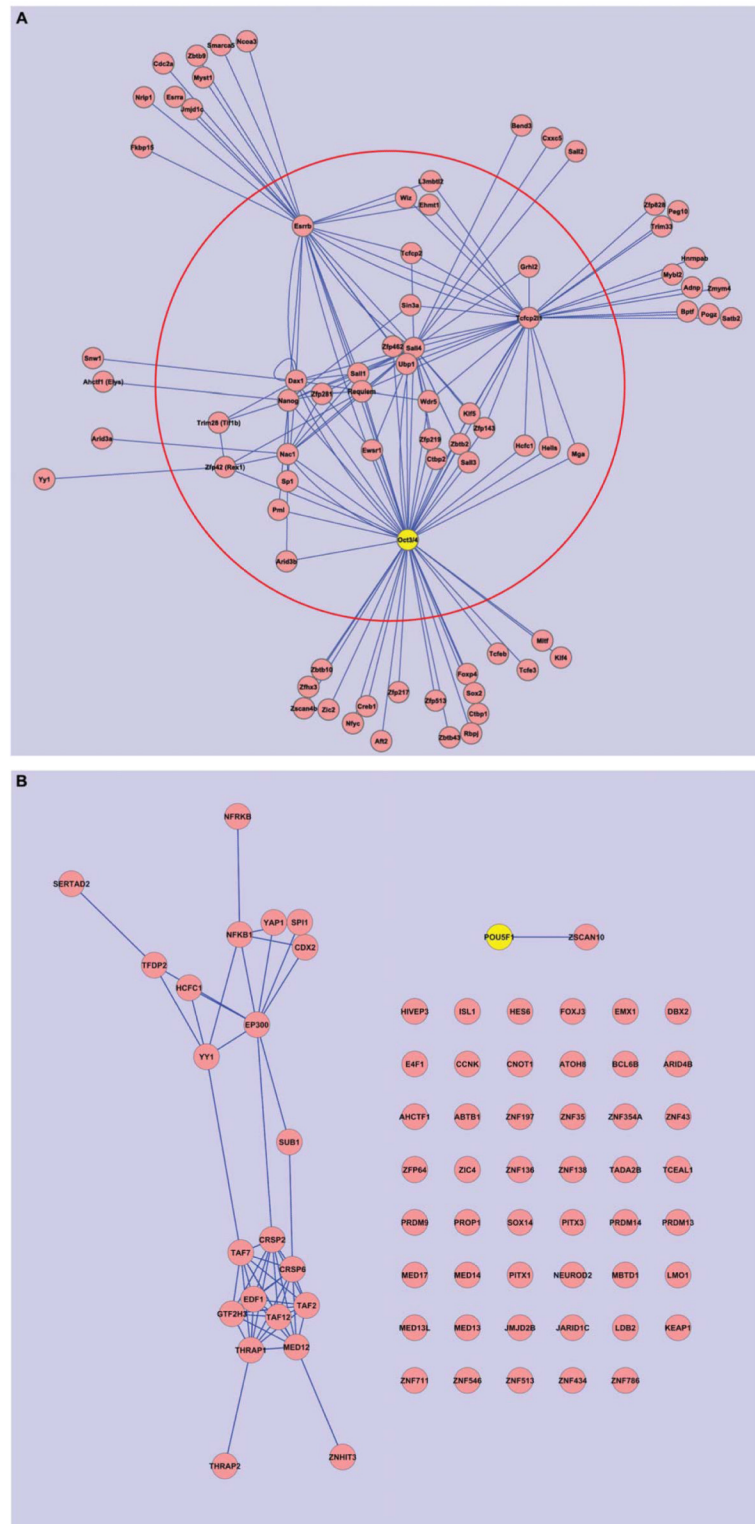 A
Smarca5
Ncoa3
Zbtb9
Cdc2a
Myst1
Nrip1
Esrra
Jmjd1c
Fkbp15
Bend3
Cxxc5
Sall2
L3mbtl2
Wiz
Ehmt1
Esrrb
Zfp828
Peg10
Trim33
Tcfcp2
Grhl2
Hnrnpab
Mybl2
Adnp
Zmym4
Sin3a
Tcfcp2l1
Bptf
Pogz
Satb2
Zfp462
Sall4
Ubp1
Snw1
Dax1
Sall1
Ahctf1 (Elys)
Nanog
Zfp281
Requiem
Wdr5
Klf5
Trim28 (Tif1b)
Zfp143
Arid3a
Zfp219
Zbtb2
Hcfc1
Hells
Mga
Nac1
Ewsr1
Ctbp2
Sall3
Zfp42 (Rex1)
Yy1
Sp1
Pml
Oct3/4
Arid3b
Mitf
Tcfeb
Klf4
Zbtb10
Foxp4
Tcfe3
Zfhx3
Zfp217
Sox2
Zscan4b
Zic2
Creb1
Zfp513
Ctbp1
Nfyc
Rbpj
Aft2
Zbtb43
B
NFRKB
SERTAD2
YAP1
SPI1
NFKB1
CDX2
POU5F1
ZSCAN10
TFDP2
HCFC1
EP300
HIVEP3
ISL1
HES6
FOXJ3
EMX1
DBX2
YY1
E4F1
CCNK
CNOT1
ATOH8
BCL6B
ARID4B
AHCTF1
ABTB1
ZNF197
ZNF35
ZNF354A
ZNF43
SUB1
ZFP64
ZIC4
ZNF136
ZNF138
TADA2B
TCEAL1
PRDM9
PROP1
SOX14
PITX3
PRDM14
PRDM13
CRSP2
TAF7
CRSP6
MED17
MED14
PITX1
NEUROD2
MBTD1
LMO1
EDF1
TAF2
GTF2H3
TAF12
MED13L
MED13
JMJD2B
JARID1C
LDB2
KEAP1
THRAP1
MED12
ZNF711
ZNF546
ZNF513
ZNF434
ZNF786
THRAP2
ZNHIT3